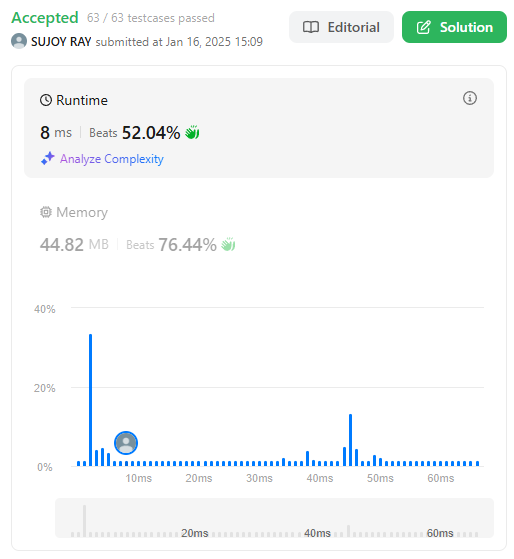 Accepted 63 / 63 testcases passed
Editorial
Solution
SUJOY RAY submitted at Jan 16, 2025 15:09
Runtime
8 ms | Beats 52.04%
Analyze Complexity
Memory
44.82 MB | Beats 76.44%
40%
20%
0%
10ms 20ms 30ms 40ms 50ms 60ms
20ms 40ms 60ms